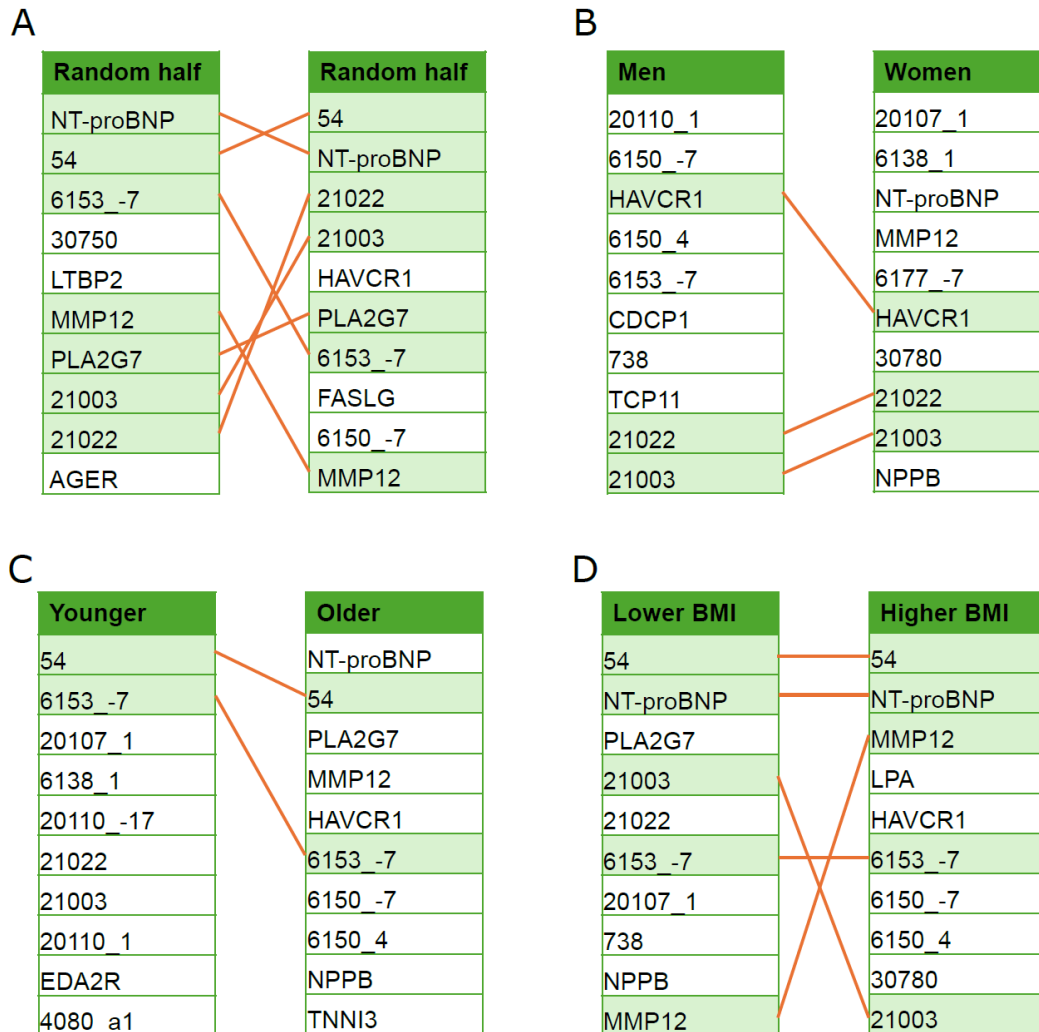 A
Random half
NT-proBNP
54
6153_-7
30750
LTBP2
MMP12
PLA2G7
21003
21022
AGER
Random half
54
NT-proBNP
21022
21003
HAVCR1
PLA2G7
6153_-7
FASLG
6150_-7
MMP12
B
Men
20110_1
6150_-7
HAVCR1
6150_4
6153_-7
CDCP1
738
TCP11
21022
21003
Women
20107_1
6138_1
NT-proBNP
MMP12
6177_-7
HAVCR1
30780
21022
21003
NPPB
C
Younger
54
6153_-7
20107_1
6138_1
20110_-17
21022
21003
20110_1
EDA2R
4080_a1
Older
NT-proBNP
54
PLA2G7
MMP12
HAVCR1
6153_-7
6150_-7
6150_4
NPPB
TNNI3
D
Lower BMI
54
NT-proBNP
PLA2G7
21003
21022
6153_-7
20107_1
738
NPPB
MMP12
Higher BMI
54
NT-proBNP
MMP12
LPA
HAVCR1
6153_-7
6150_-7
6150_4
30780
21003